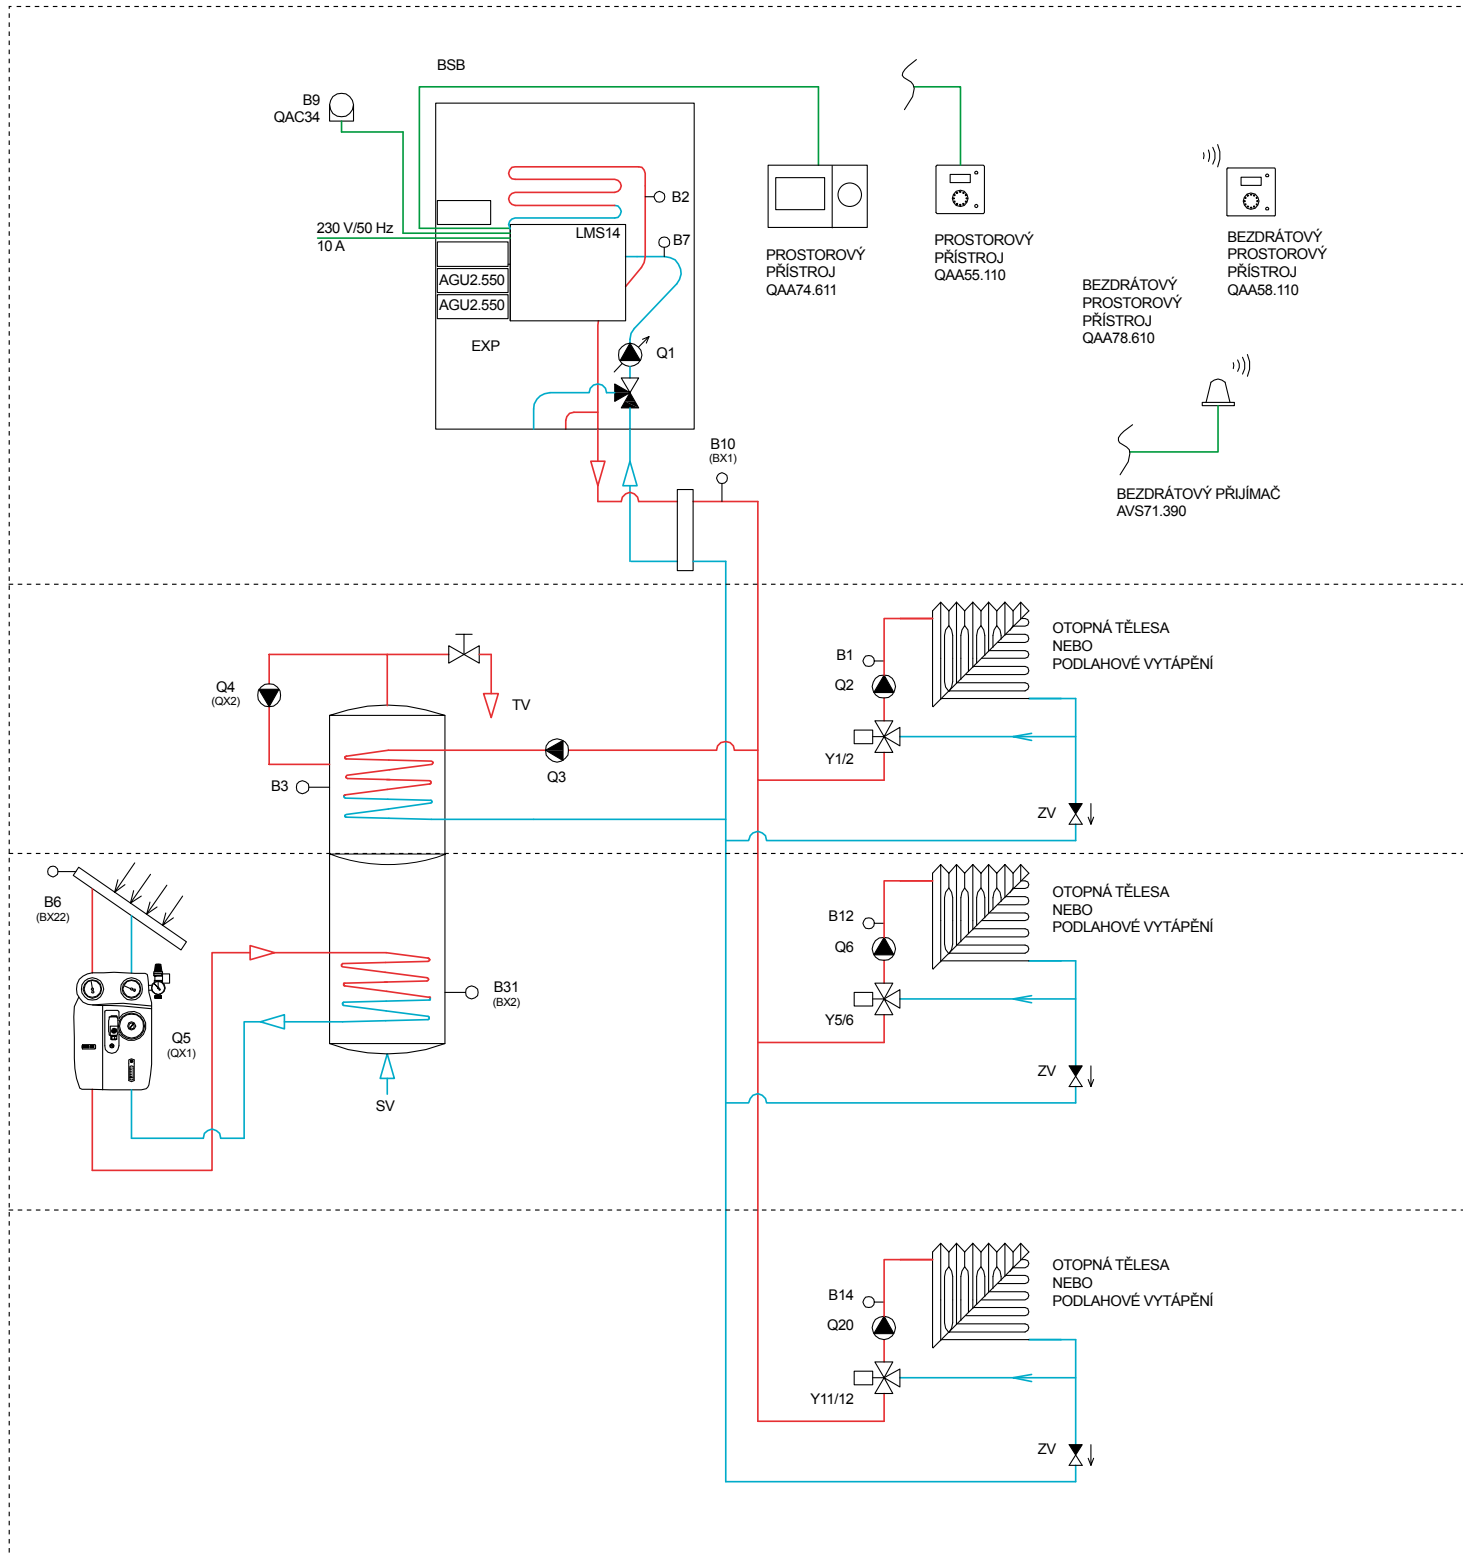 BSB
B9
QAC34
B2
230 V/50 Hz
10 A
LMS14
B7
AGU2.550
AGU2.550
EXP
Q1
PROSTOROVÝ
PŘÍSTROJ
QAA74.611
PROSTOROVÝ
PŘÍSTROJ
QAA55.110
BEZDRÁTOVÝ
PROSTOROVÝ
PŘÍSTROJ
QAA58.110
BEZDRÁTOVÝ
PROSTOROVÝ
PŘÍSTROJ
QAA78.610
B10
(BX1)
BEZDRÁTOVÝ PŘIJÍMAČ
AVS71.390
B1
Q2
Y1/2
OTOPNÁ TĚLESA
NEBO
PODLAHOVÉ VYTÁPĚNÍ
ZV
Q4
(QX2)
TV
Q3
B3
B6
(BX22)
B31
(BX2)
Q5
(QX1)
SV
B12
Q6
Y5/6
OTOPNÁ TĚLESA
NEBO
PODLAHOVÉ VYTÁPĚNÍ
ZV
B14
Q20
Y11/12
OTOPNÁ TĚLESA
NEBO
PODLAHOVÉ VYTÁPĚNÍ
ZV